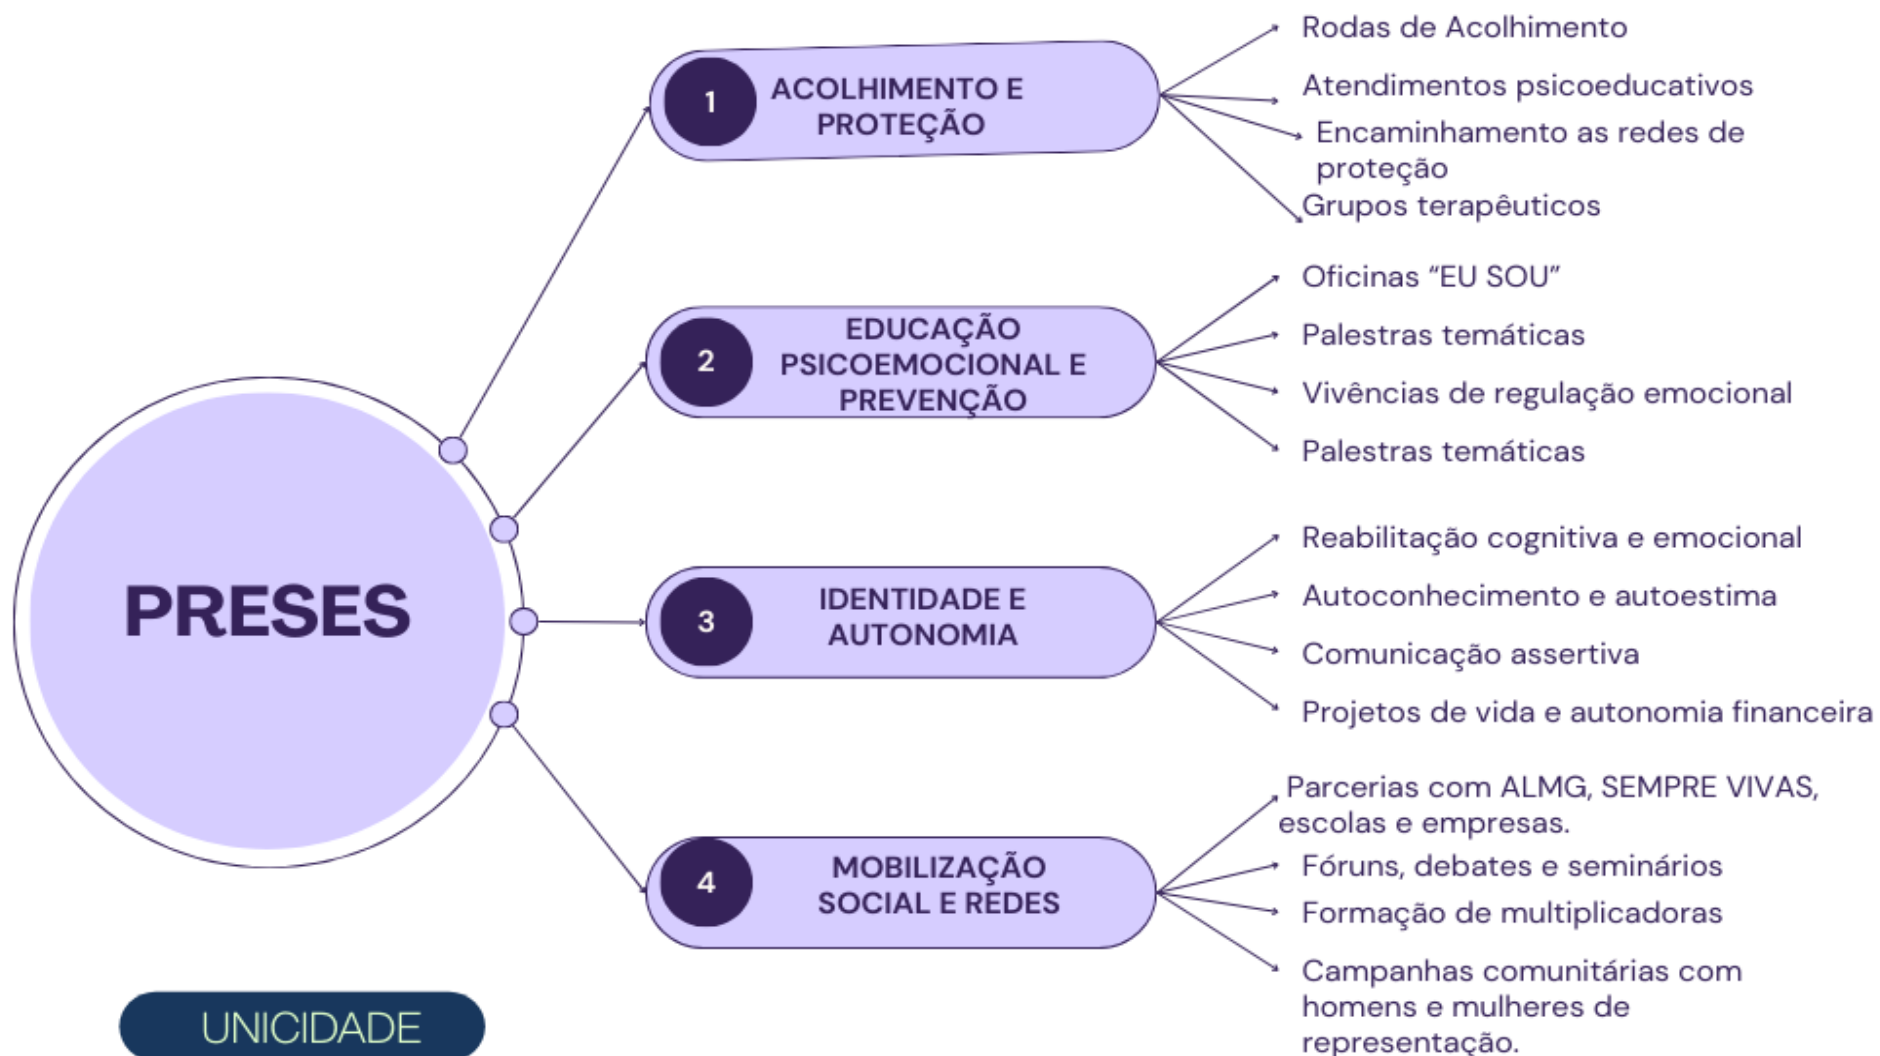 PRESES
1
ACOLHIMENTO E
PROTEÇÃO
Rodas de Acolhimento
Atendimentos psicoeducativos
Encaminhamento as redes de
proteção
Grupos terapêuticos
2
EDUCAÇÃO
PSICOEMOCIONAL E
PREVENÇÃO
Oficinas “EU SOU”
Palestras temáticas
Vivências de regulação emocional
Palestras temáticas
3
IDENTIDADE E
AUTONOMIA
Reabilitação cognitiva e emocional
Autoconhecimento e autoestima
Comunicação assertiva
Projetos de vida e autonomia financeira
4
MOBILIZAÇÃO
SOCIAL E REDES
Parcerias com ALMG, SEMPRE VIVAS,
escolas e empresas.
Fóruns, debates e seminários
Formação de multiplicadoras
Campanhas comunitárias com
homens e mulheres de
representação.
UNICIDADE